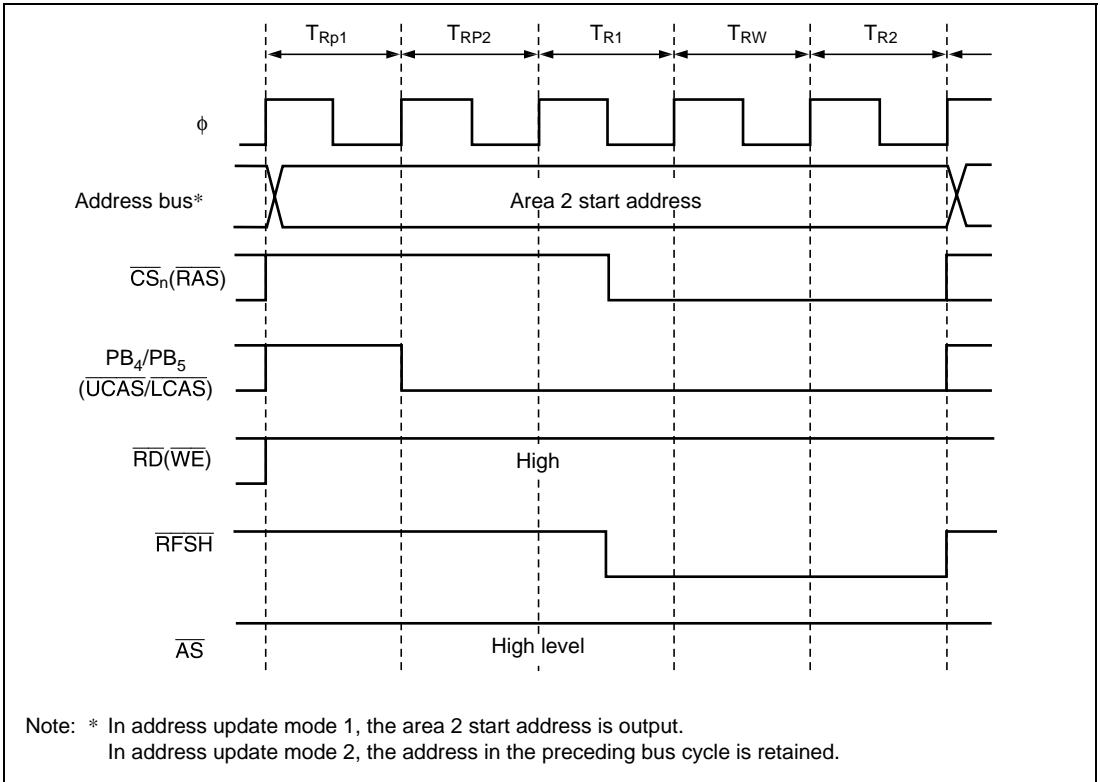 TRp1 TRP2 TR1 TRW TR2
φ
Address bus*
Area 2 start address
CSn(RAS)
PB4/PB5
(UCAS/LCAS)
RD(WE)
High
RFSH
AS
High level
Note: * In address update mode 1, the area 2 start address is output.
In address update mode 2, the address in the preceding bus cycle is retained.